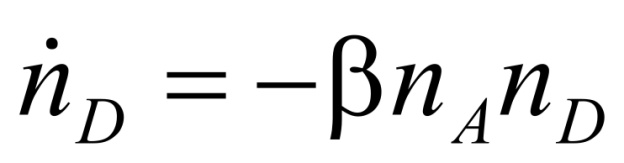 ṅ_D = −βn_A n_D